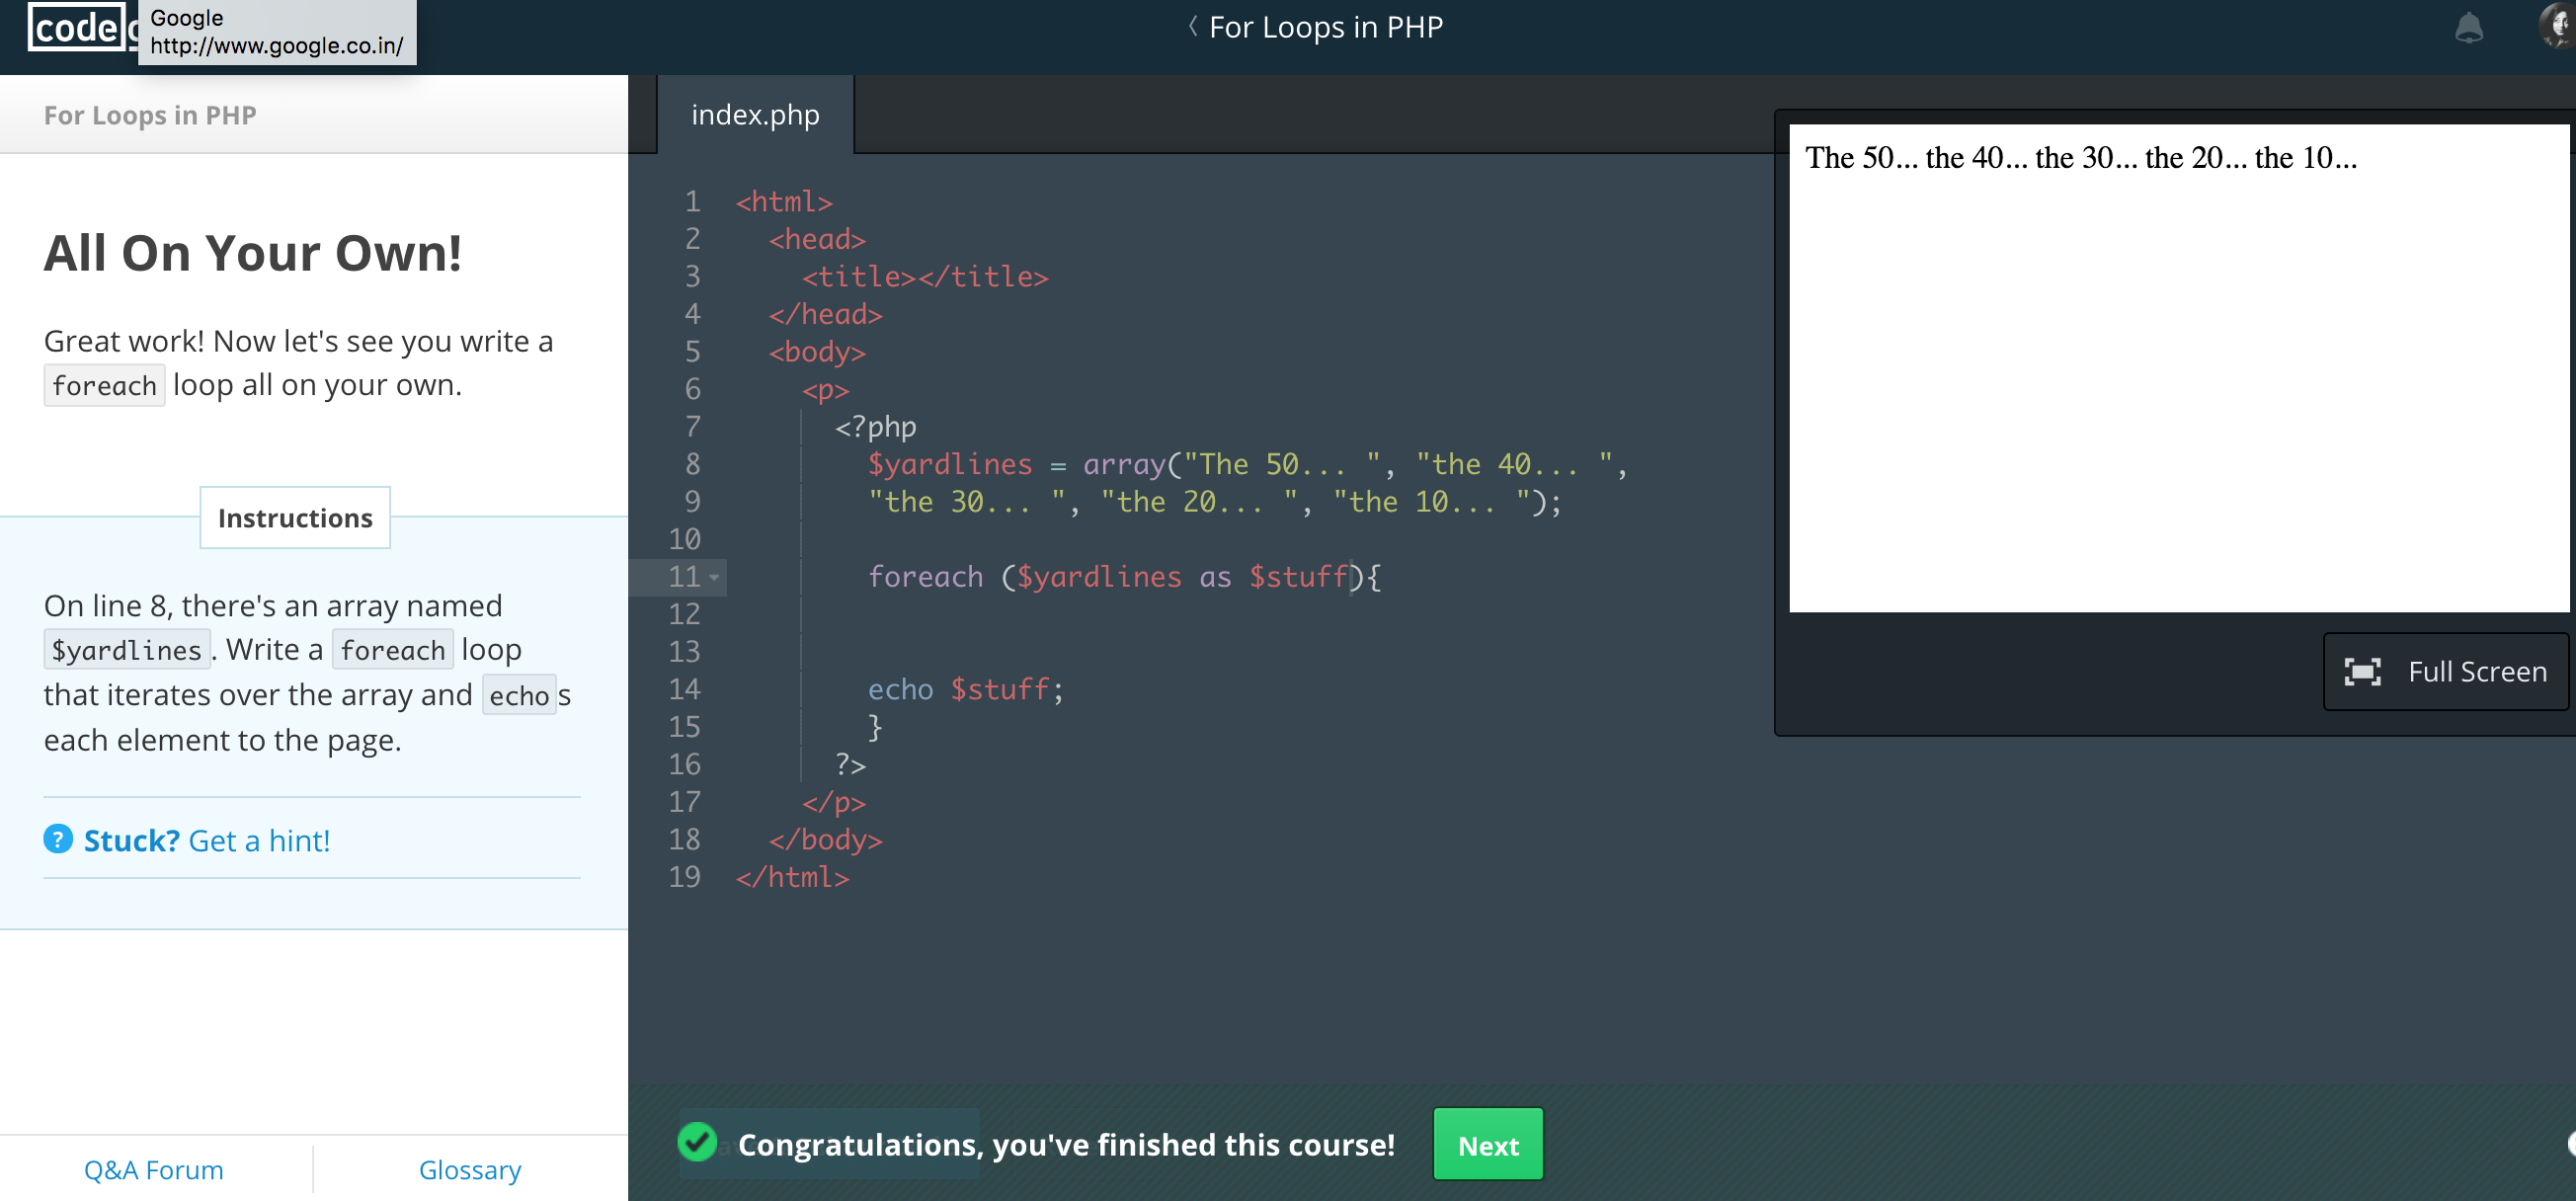 code
Google
http://www.google.co.in/
For Loops in PHP
For Loops in PHP
All On Your Own!
Great work! Now let's see you write a
foreach loop all on your own.
Instructions
On line 8, there's an array named
$yardlines. Write a foreach loop
that iterates over the array and echo s
each element to the page.
? Stuck? Get a hint!
Q&A Forum
Glossary
index.php
1 <html>
2 <head>
3 <title></title>
4 </head>
5 <body>
6 <p>
7 <?php
8 $yardlines = array("The 50... ", "the 40... ",
9 "the 30... ", "the 20... ", "the 10... ");
10
11 foreach ($yardlines as $stuff){
12
13
14 echo $stuff;
15 }
16 ?>
17 </p>
18 </body>
19 </html>
The 50... the 40... the 30... the 20... the 10...
Full Screen
Congratulations, you've finished this course!
Next